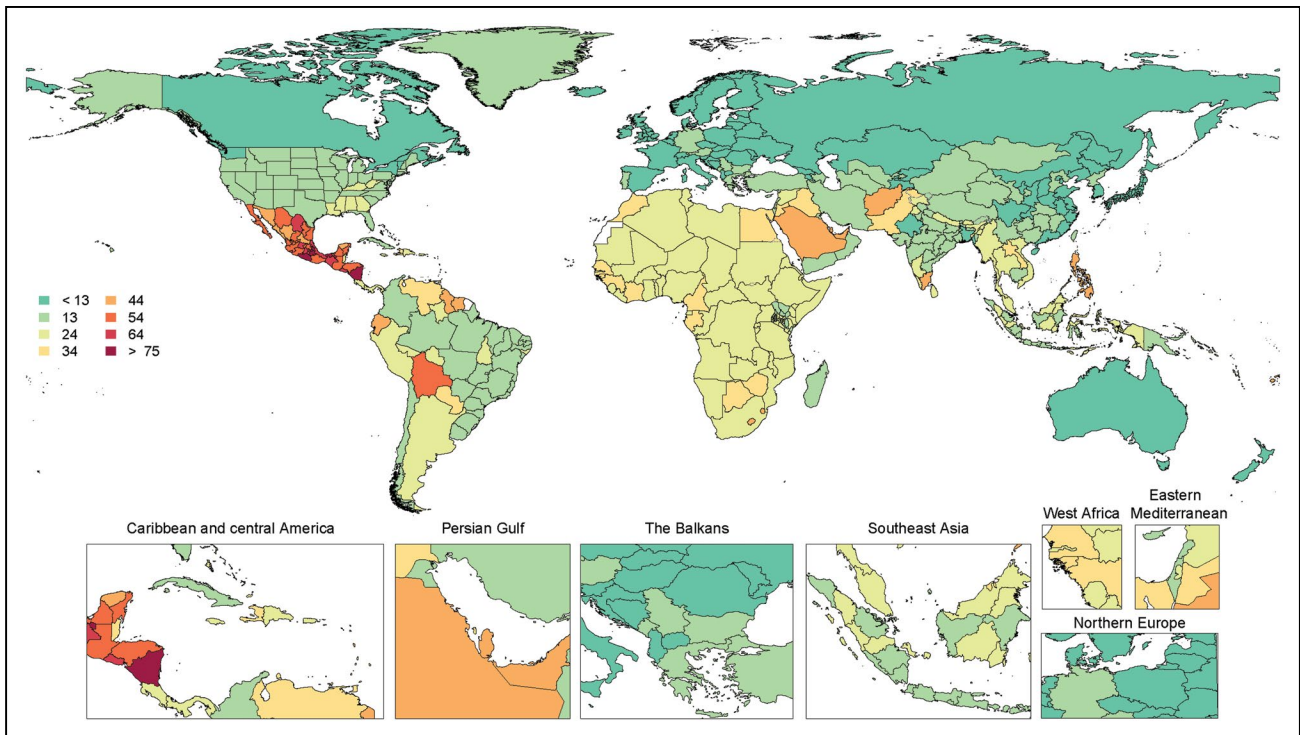 < 13 44
13 54
24 64
34 > 75
Caribbean and central America
Persian Gulf
The Balkans
Southeast Asia
West Africa
Eastern
Mediterranean
Northern Europe